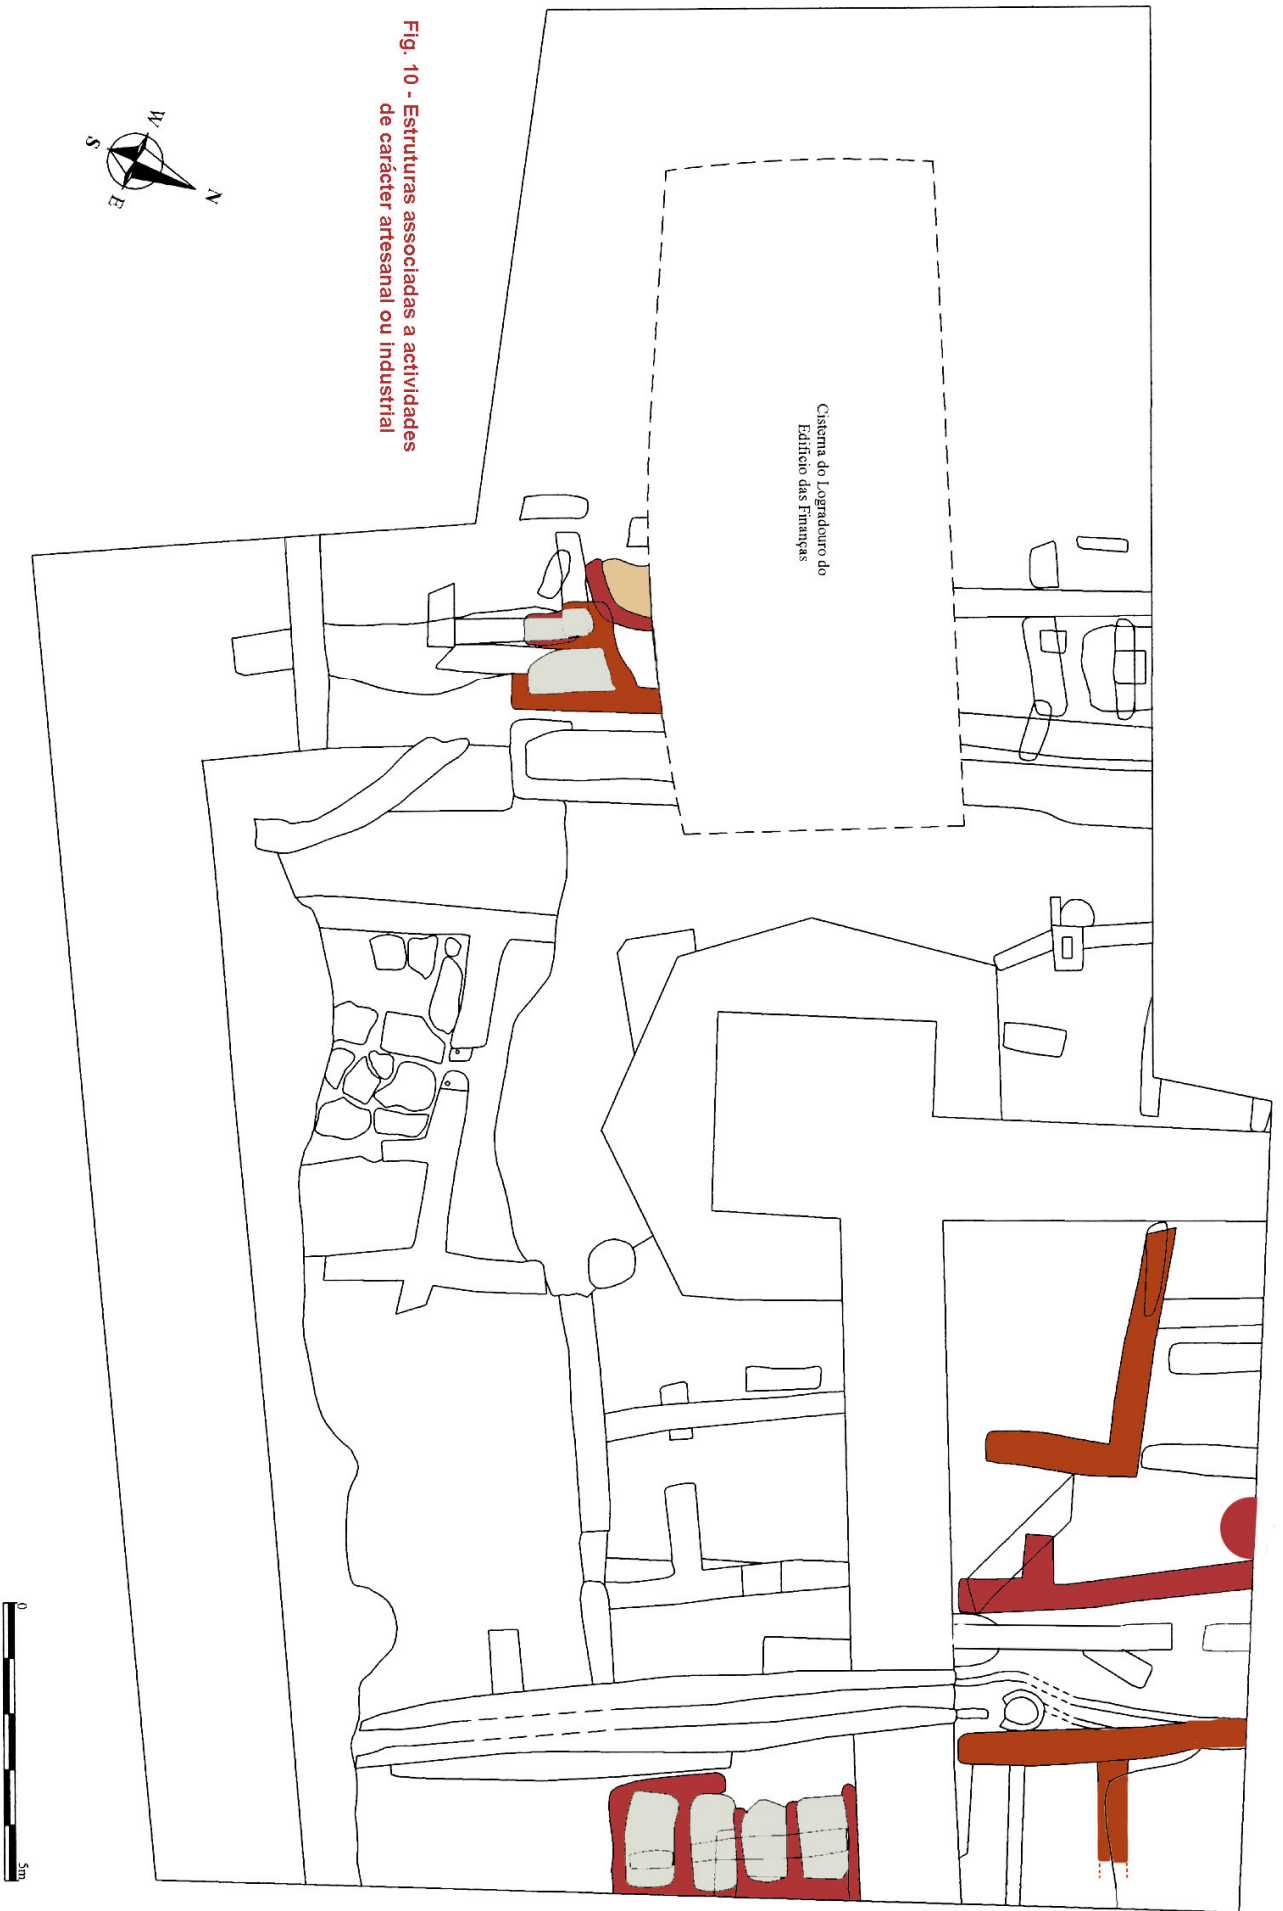 Fig. 10 - Estruturas associadas a actividades
de carácter artesanal ou industrial
W
S
N
E
Cisterna do Logradouro do
Edifício das Finanças
0
5m